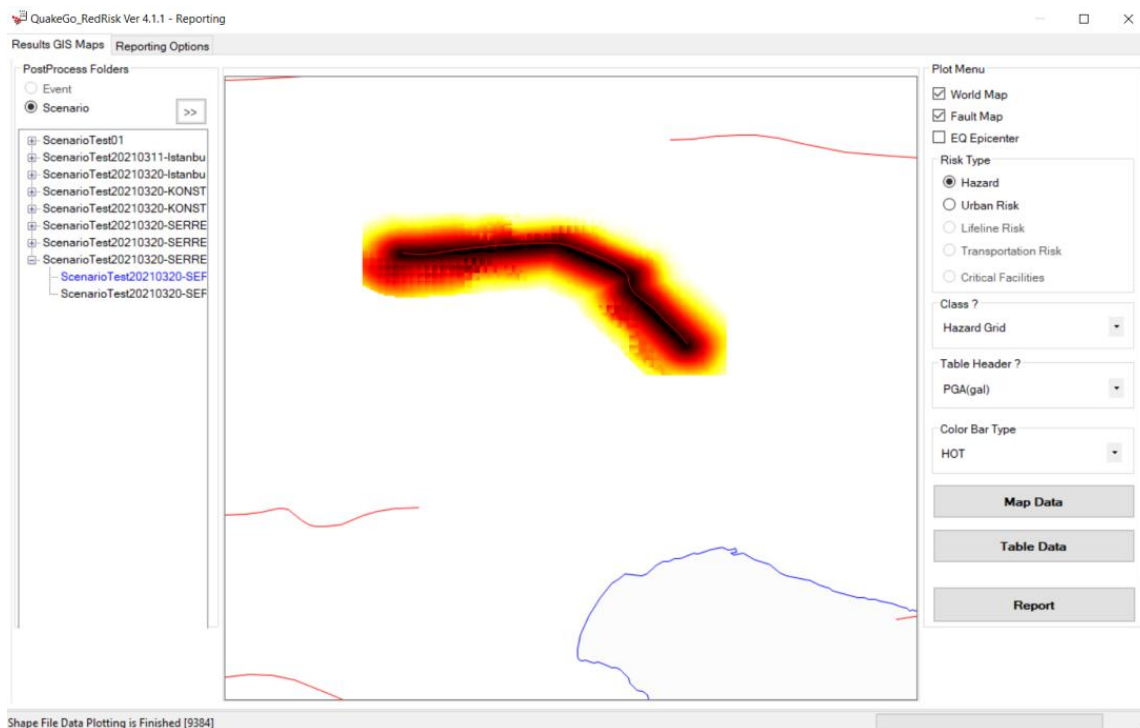 QuakeGo_RedRisk Ver 4.1.1 - Reporting
Results GIS Maps
Reporting Options
PostProcess Folders
Event
Scenario
>>
ScenarioTest01
ScenarioTest20210311-Istanbu
ScenarioTest20210320-Istanbu
ScenarioTest20210320-KONST
ScenarioTest20210320-KONST
ScenarioTest20210320-SERRE
ScenarioTest20210320-SERRE
ScenarioTest20210320-SERRE
ScenarioTest20210320-SEF
ScenarioTest20210320-SEF
Plot Menu
World Map
Fault Map
EQ Epicenter
Risk Type
Hazard
Urban Risk
Lifeline Risk
Transportation Risk
Critical Facilities
Class ?
Hazard Grid
Table Header ?
PGA(gal)
Color Bar Type
HOT
Map Data
Table Data
Report
Shape File Data Plotting is Finished [9384]